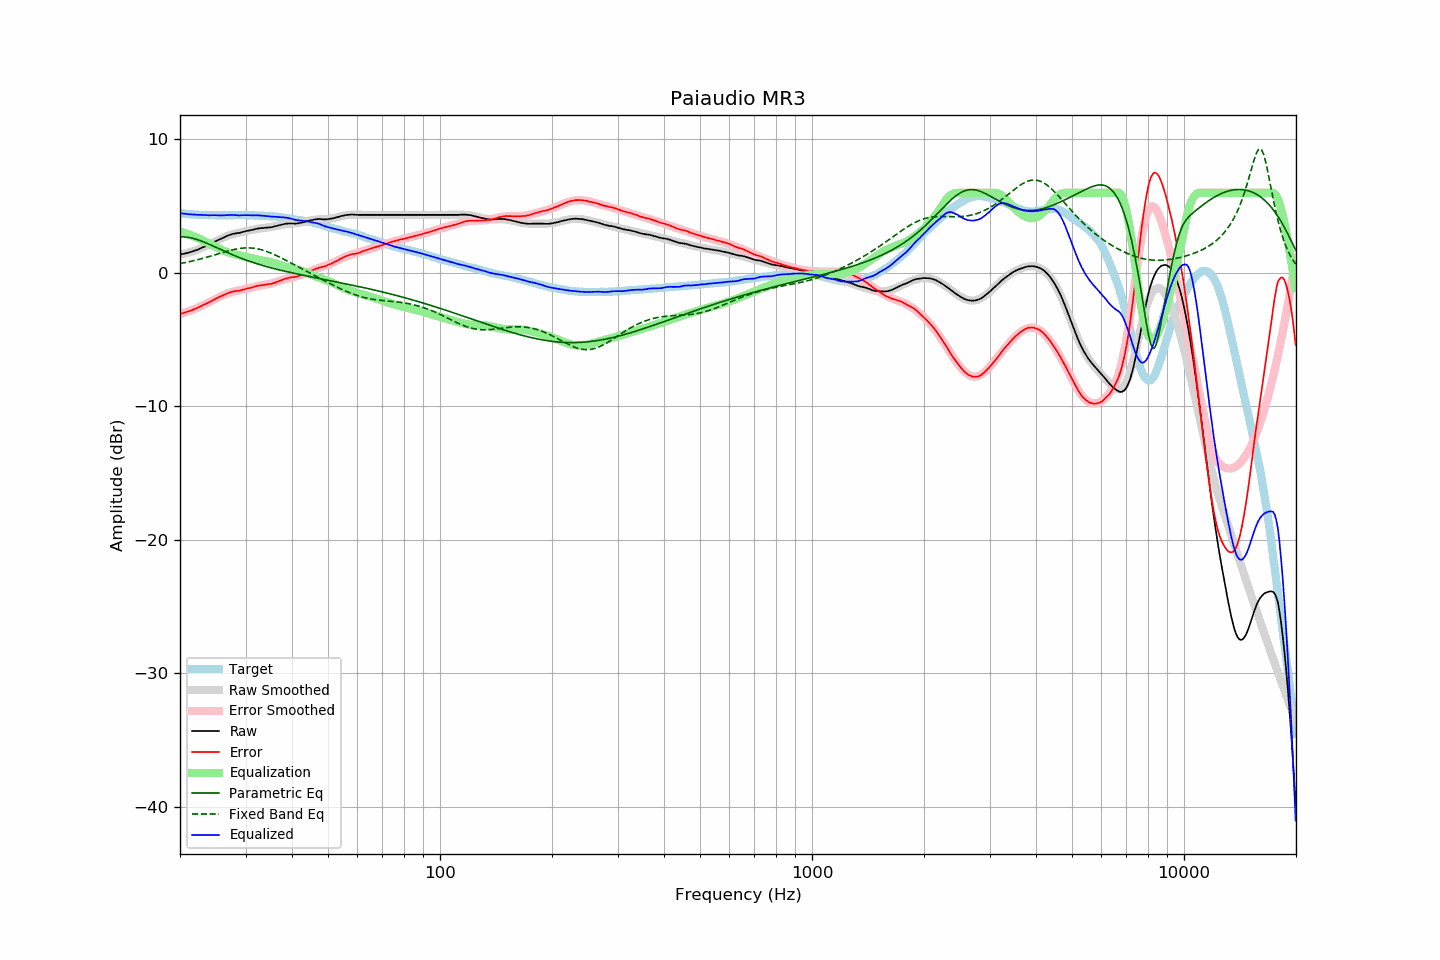 Paiaudio MR3
10
0
−10
−20
−30
−40
Amplitude (dBr)
Target
Raw Smoothed
Error Smoothed
Raw
Error
Equalization
Parametric Eq
Fixed Band Eq
Equalized
100
1000
10000
Frequency (Hz)